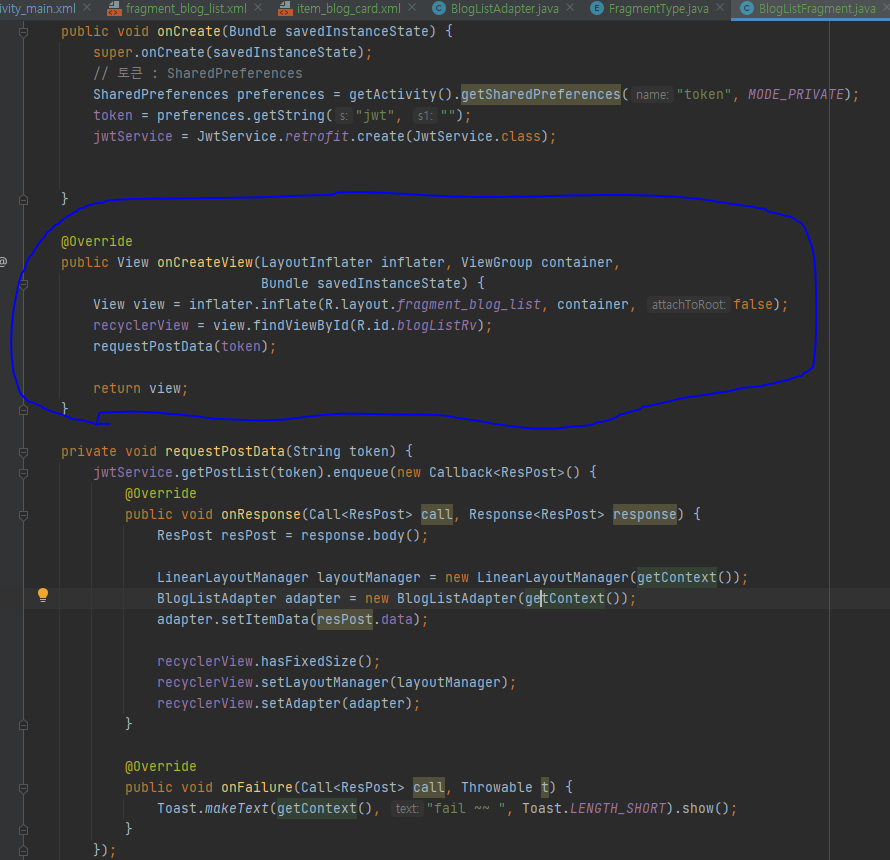 ivity_main.xml fragment_blog_list.xml item_blog_card.xml BlogListAdapter.java FragmentType.java BlogListFragment.java
public void onCreate(Bundle savedInstanceState) {
super.onCreate(savedInstanceState);
// 토큰 : SharedPreferences
SharedPreferences preferences = getActivity().getSharedPreferences( name: "token", MODE_PRIVATE);
token = preferences.getString( s: "jwt", s1: "");
jwtService = JwtService.retrofit.create(JwtService.class);
}
@Override
public View onCreateView(LayoutInflater inflater, ViewGroup container,
Bundle savedInstanceState) {
View view = inflater.inflate(R.layout.fragment_blog_list, container, attachToRoot: false);
recyclerView = view.findViewById(R.id.blogListRv);
requestPostData(token);
return view;
}
private void requestPostData(String token) {
jwtService.getPostList(token).enqueue(new Callback<ResPost>() {
@Override
public void onResponse(Call<ResPost> call, Response<ResPost> response) {
ResPost resPost = response.body();
LinearLayoutManager layoutManager = new LinearLayoutManager(getContext());
BlogListAdapter adapter = new BlogListAdapter(getContext());
adapter.setItemData(resPost.data);
recyclerView.hasFixedSize();
recyclerView.setLayoutManager(layoutManager);
recyclerView.setAdapter(adapter);
}
@Override
public void onFailure(Call<ResPost> call, Throwable t) {
Toast.makeText(getContext(), text: "fail ~~ ", Toast.LENGTH_SHORT).show();
}
});